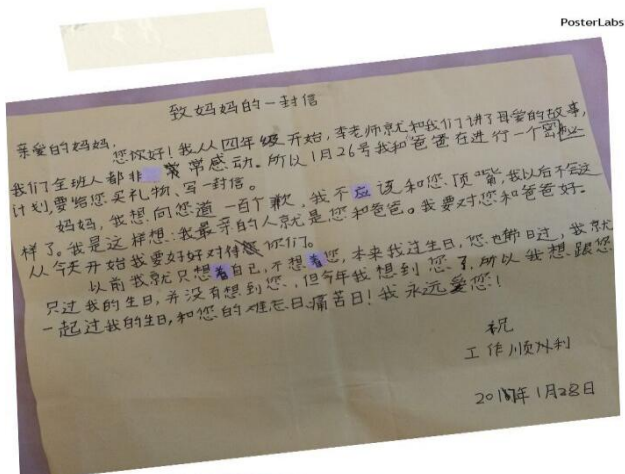 PosterLabs
致妈妈的一封信
亲爱的妈妈:
您你好!我从四年级开始,李老师就和我们讲了母爱的故事,
我们全班人都非常感动。所以1月26号我和爸爸在进行一个密
计划,要给您买礼物、写一封信。
妈妈,我想向您道一百个歉,我不应该和您顶嘴,我以后不会这
样了。我是这样想:我最亲的人就是您和爸爸。我要对您和爸爸好。
从今天开始我要好好对待你们。
以前我就只想着自己,不想着您,本来我过生日,您也那日过,我就
只过我的生日,并没有想到您,但今年我想到您了,所以我想跟您
一起过我的生日,和您的难忘日痛苦日!我永远爱您!
祝
工作顺利
年1月28日